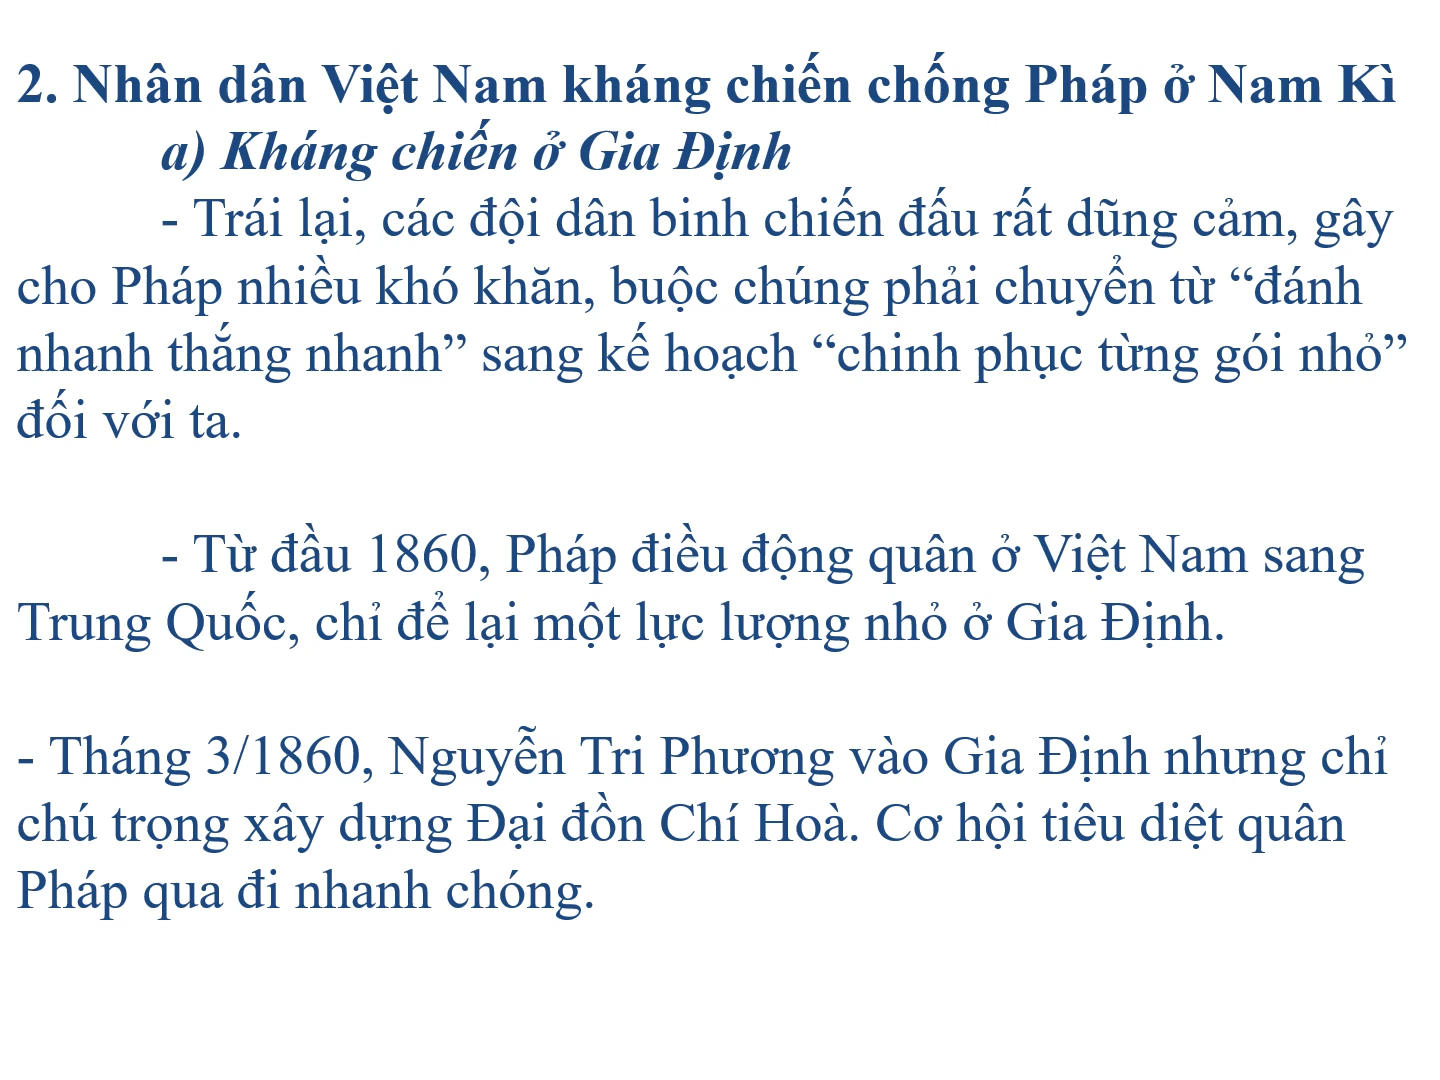 2. Nhân dân Việt Nam kháng chiến chống Pháp ở Nam Kì
a) Kháng chiến ở Gia Định
- Trái lại, các đội dân binh chiến đấu rất dũng cảm, gây
cho Pháp nhiều khó khăn, buộc chúng phải chuyển từ “đánh
nhanh thắng nhanh” sang kế hoạch “chinh phục từng gói nhỏ”
đối với ta.
- Từ đầu 1860, Pháp điều động quân ở Việt Nam sang
Trung Quốc, chỉ để lại một lực lượng nhỏ ở Gia Định.
- Tháng 3/1860, Nguyễn Tri Phương vào Gia Định nhưng chỉ
chú trọng xây dựng Đại đồn Chí Hoà. Cơ hội tiêu diệt quân
Pháp qua đi nhanh chóng.